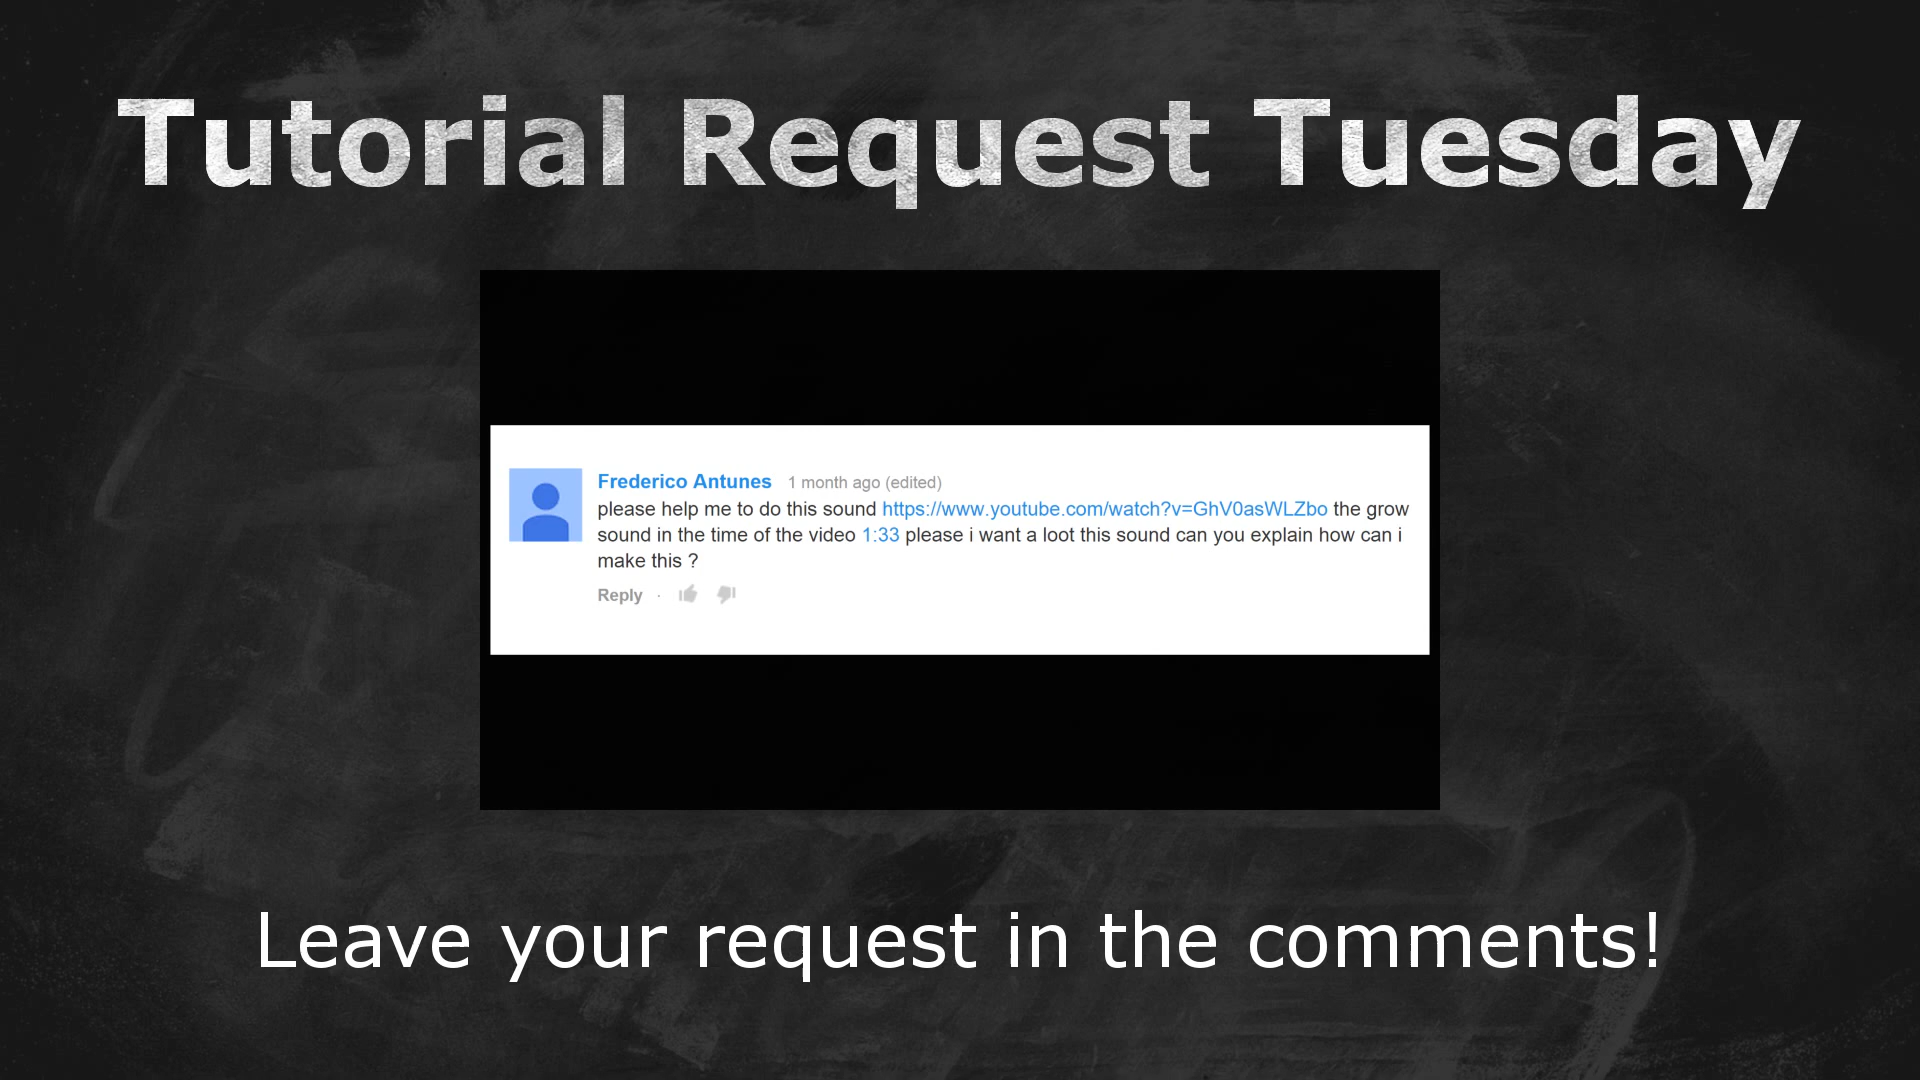 Tutorial Request Tuesday
Frederico Antunes 1 month ago (edited)
please help me to do this sound https://www.youtube.com/watch?v=GhV0asWLZbo the grow
sound in the time of the video 1:33 please i want a loot this sound can you explain how can i
make this ?
Reply ·
Leave your request in the comments!